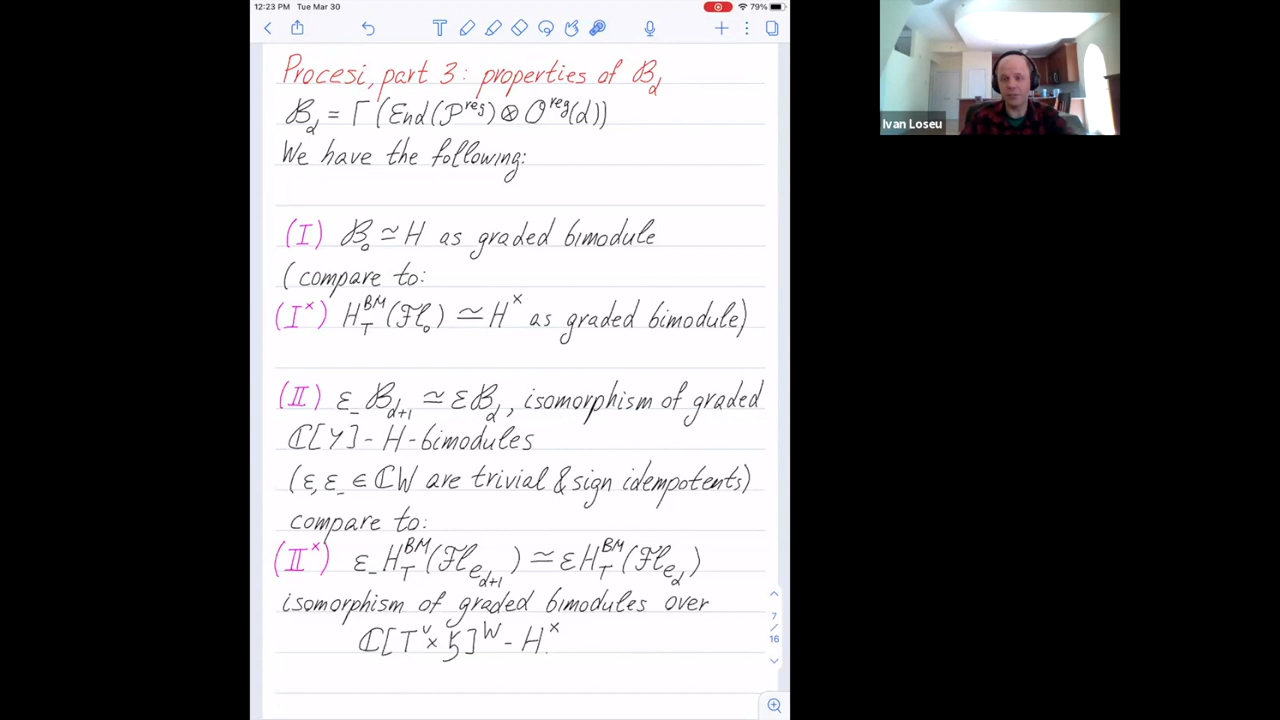 12:23 PM Tue Mar 30
79%
Procesi, part 3: properties of ℬ_d
ℬ_d = Γ(End(𝒫^reg) ⊗ 𝒪^reg(d))
We have the following:
(I) ℬ_0 ≃ H as graded bimodule
(compare to:
(I^×) H_T^BM(ℱl_0) ≃ H^× as graded bimodule)
(II) ε_- ℬ_{d+1} ≃ εℬ_d, isomorphism of graded
ℂ[Y] - H - bimodules
(ε, ε_- ∈ ℂW are trivial & sign idempotents)
compare to:
(II^×) ε_- H_T^BM(ℱl_{e_{d+1}}) ≃ εH_T^BM(ℱl_{e_d})
isomorphism of graded bimodules over
ℂ[T^∨ × 𝔥]^W - H^×.
7
/
16
Ivan Loseu